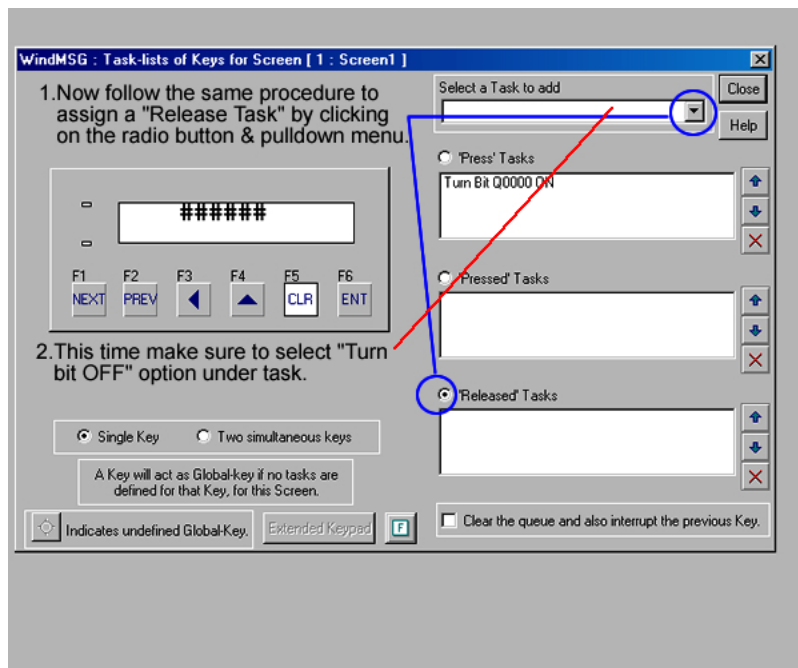 WindMSG : Task-lists of Keys for Screen [ 1 : Screen1 ]
1.Now follow the same procedure to
assign a "Release Task" by clicking
on the radio button & pulldown menu.
Select a Task to add
Close
Help
'Press' Tasks
Turn Bit Q0000 ON
######
F1 F2 F3 F4 F5 F6
NEXT PREV CLR ENT
'Pressed' Tasks
2.This time make sure to select "Turn
bit OFF" option under task.
'Released' Tasks
Single Key Two simultaneous keys
A Key will act as Global-key if no tasks are
defined for that Key, for this Screen.
Indicates undefined Global-Key. Extended Keypad F
Clear the queue and also interrupt the previous Key.